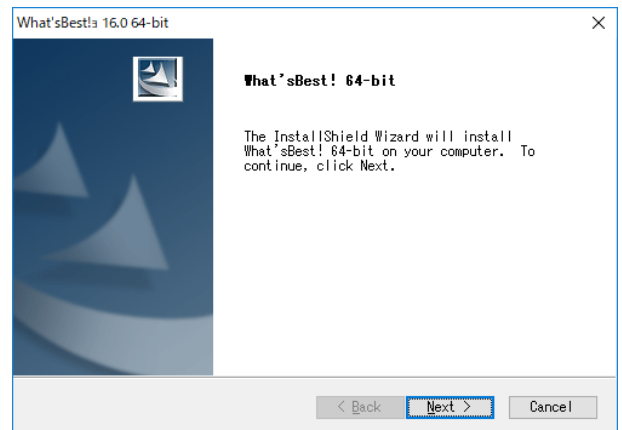 What'sBest!ɜ 16.0 64-bit
What'sBest! 64-bit
The InstallShield Wizard will install
What'sBest! 64-bit on your computer. To
continue, click Next.
< Back
Next >
Cancel